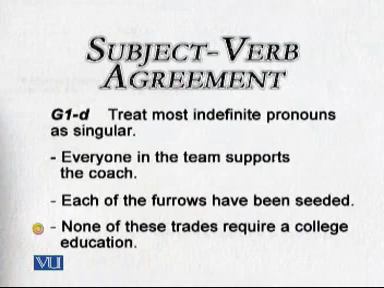 SUBJECT-VERB
AGREEMENT
G1-d Treat most indefinite pronouns
as singular.
- Everyone in the team supports
the coach.
- Each of the furrows have been seeded.
- None of these trades require a college
education.
VU